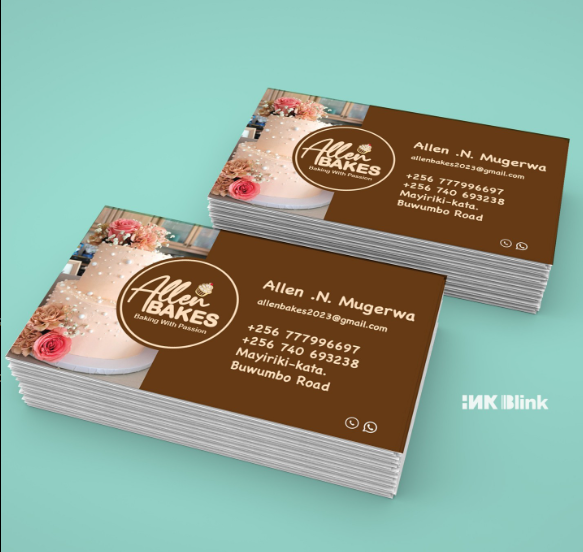 Allen
BAKES
Baking With Passion
Allen .N. Mugerwa
allenbakes2023@gmail.com
+256 777996697
+256 740 693238
Mayiriki-kata.
Buwumbo Road
Allen
BAKES
Baking With Passion
Allen .N. Mugerwa
allenbakes2023@gmail.com
+256 777996697
+256 740 693238
Mayiriki-kata.
Buwumbo Road
INK Blink